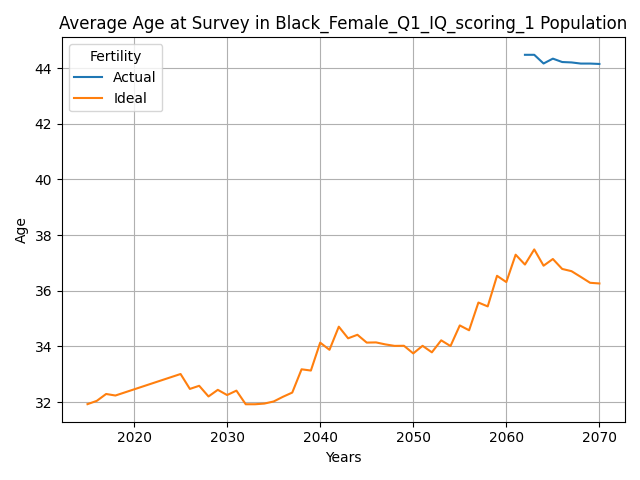 Average Age at Survey in Black_Female_Q1_IQ_scoring_1 Population
Fertility
Actual
Ideal
44
42
40
38
36
34
32
Age
2020
2030
2040
2050
2060
2070
Years